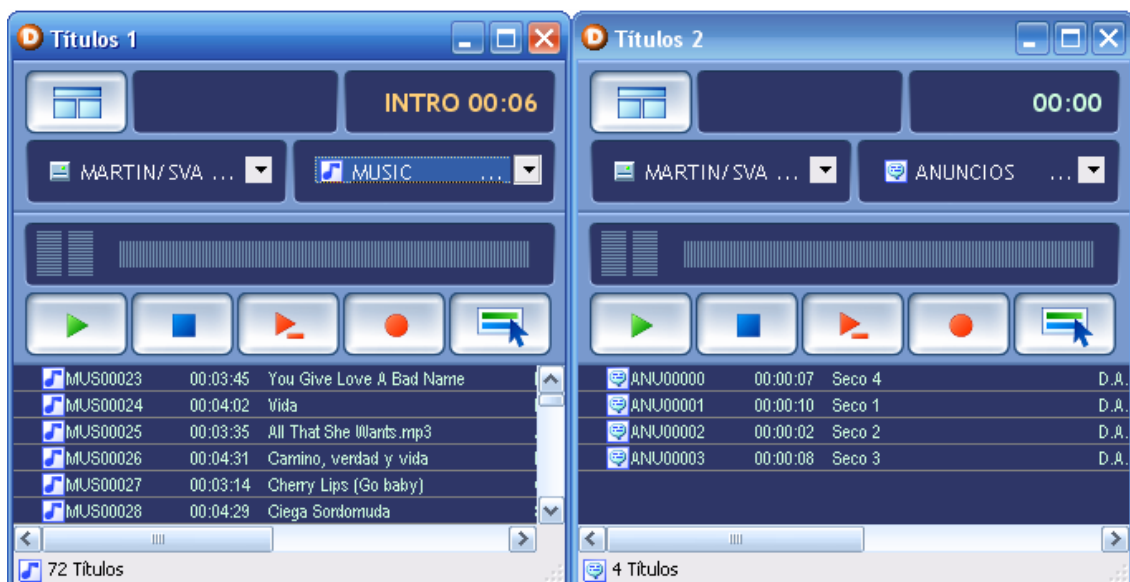 Títulos 1
INTRO 00:06
MARTIN/SVA ...
MUSIC ...
MUS00023 00:03:45 You Give Love A Bad Name
MUS00024 00:04:02 Vida
MUS00025 00:03:35 All That She Wants.mp3
MUS00026 00:04:31 Camino, verdad y vida
MUS00027 00:03:14 Cherry Lips (Go baby)
MUS00028 00:04:29 Ciega Sordomuda
72 Títulos
Títulos 2
00:00
MARTIN/SVA ...
ANUNCIOS ...
ANU00000 00:00:07 Seco 4 D.A.
ANU00001 00:00:10 Seco 1 D.A.
ANU00002 00:00:02 Seco 2 D.A.
ANU00003 00:00:08 Seco 3 D.A.
4 Títulos